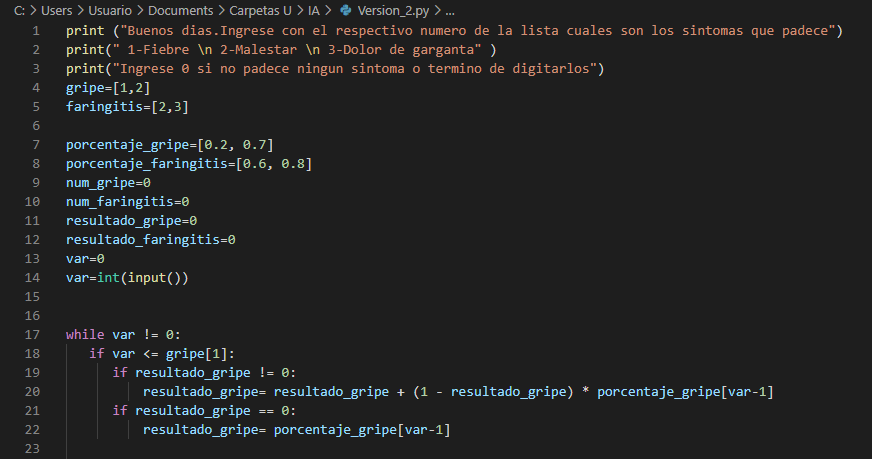 C: > Users > Usuario > Documents > Carpetas U > IA > Version_2.py > ...
1 print ("Buenos dias.Ingrese con el respectivo numero de la lista cuales son los sintomas que padece")
2 print(" 1-Fiebre \n 2-Malestar \n 3-Dolor de garganta" )
3 print("Ingrese 0 si no padece ningun sintoma o termino de digitarlos")
4 gripe=[1,2]
5 faringitis=[2,3]
6
7 porcentaje_gripe=[0.2, 0.7]
8 porcentaje_faringitis=[0.6, 0.8]
9 num_gripe=0
10 num_faringitis=0
11 resultado_gripe=0
12 resultado_faringitis=0
13 var=0
14 var=int(input())
15
16
17 while var != 0:
18    if var <= gripe[1]:
19       if resultado_gripe != 0:
20          resultado_gripe= resultado_gripe + (1 - resultado_gripe) * porcentaje_gripe[var-1]
21       if resultado_gripe == 0:
22          resultado_gripe= porcentaje_gripe[var-1]
23